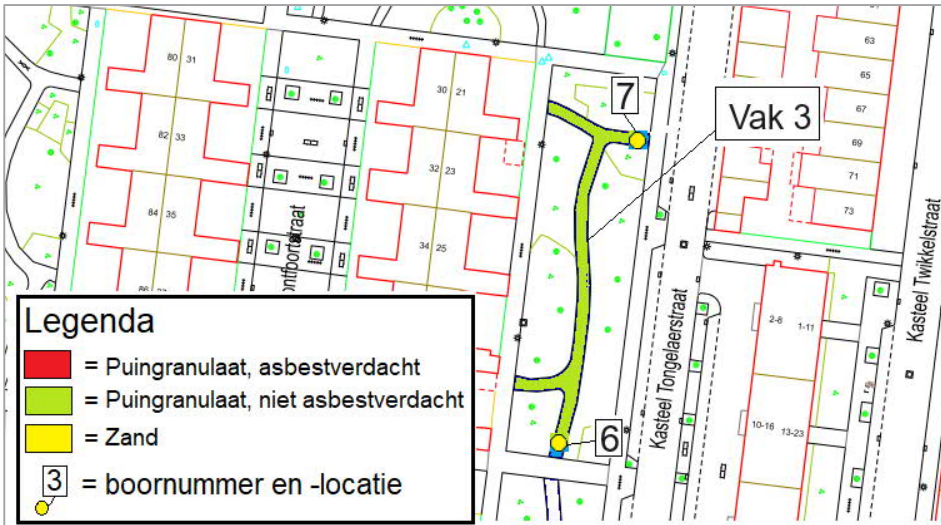 61
63
65
67
69
71
73
80 31
30 21
82 33
32 23
84 35
34 25
7
Vak 3
6
Kasteel Tongelaerstraat
Kasteel Twikkelstraat
2-8 1-11
10-16 13-23
Legenda
= Puingranulaat, asbestverdacht
= Puingranulaat, niet asbestverdacht
= Zand
3 = boornummer en -locatie